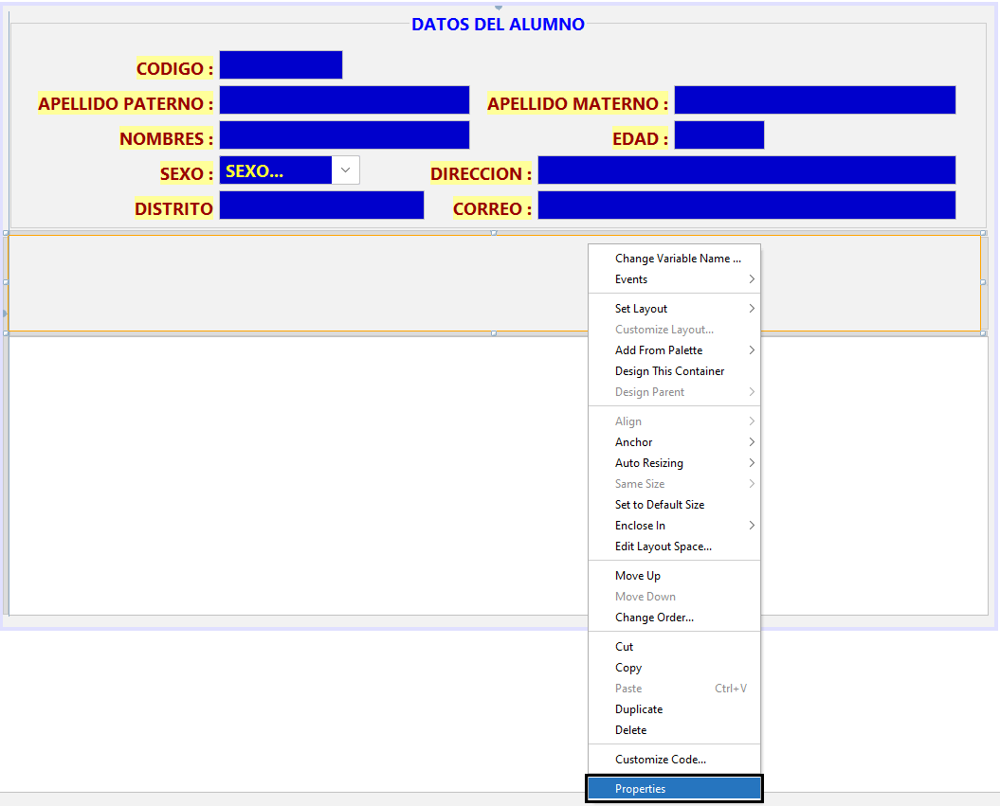 DATOS DEL ALUMNO
CODIGO :
APELLIDO PATERNO : APELLIDO MATERNO :
NOMBRES : EDAD :
SEXO : SEXO... DIRECCION :
DISTRITO CORREO :
Change Variable Name ...
Events
Set Layout
Customize Layout...
Add From Palette
Design This Container
Design Parent
Align
Anchor
Auto Resizing
Same Size
Set to Default Size
Enclose In
Edit Layout Space...
Move Up
Move Down
Change Order...
Cut
Copy
Paste Ctrl+V
Duplicate
Delete
Customize Code...
Properties